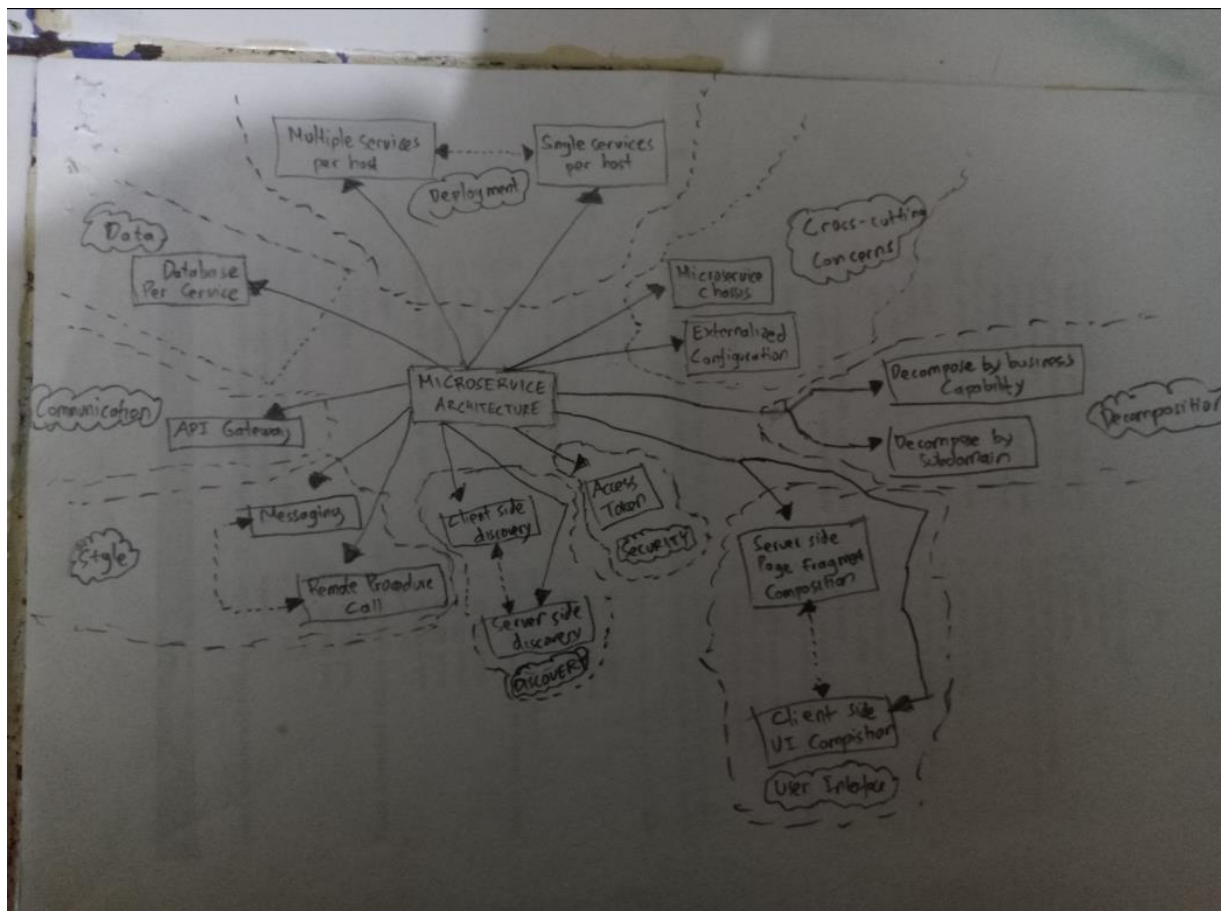 Multiple services
per host
Single services
per host
Deployment
Data
Database
Per Service
Cross-cutting
Concerns
Microservice
Chassis
Externalized
Configuration
MICROSERVICE
ARCHITECTURE
Decompose by business
Capability
Decompose by
Subdomain
Decomposition
Communication
API Gateway
Messaging
Style
Remote Procedure
Call
Client side
discovery
Server side
discovery
DISCOVERY
Access
Token
SECURITY
Server side
Page Fragment
Composition
Client side
UI Compistion
User Interface